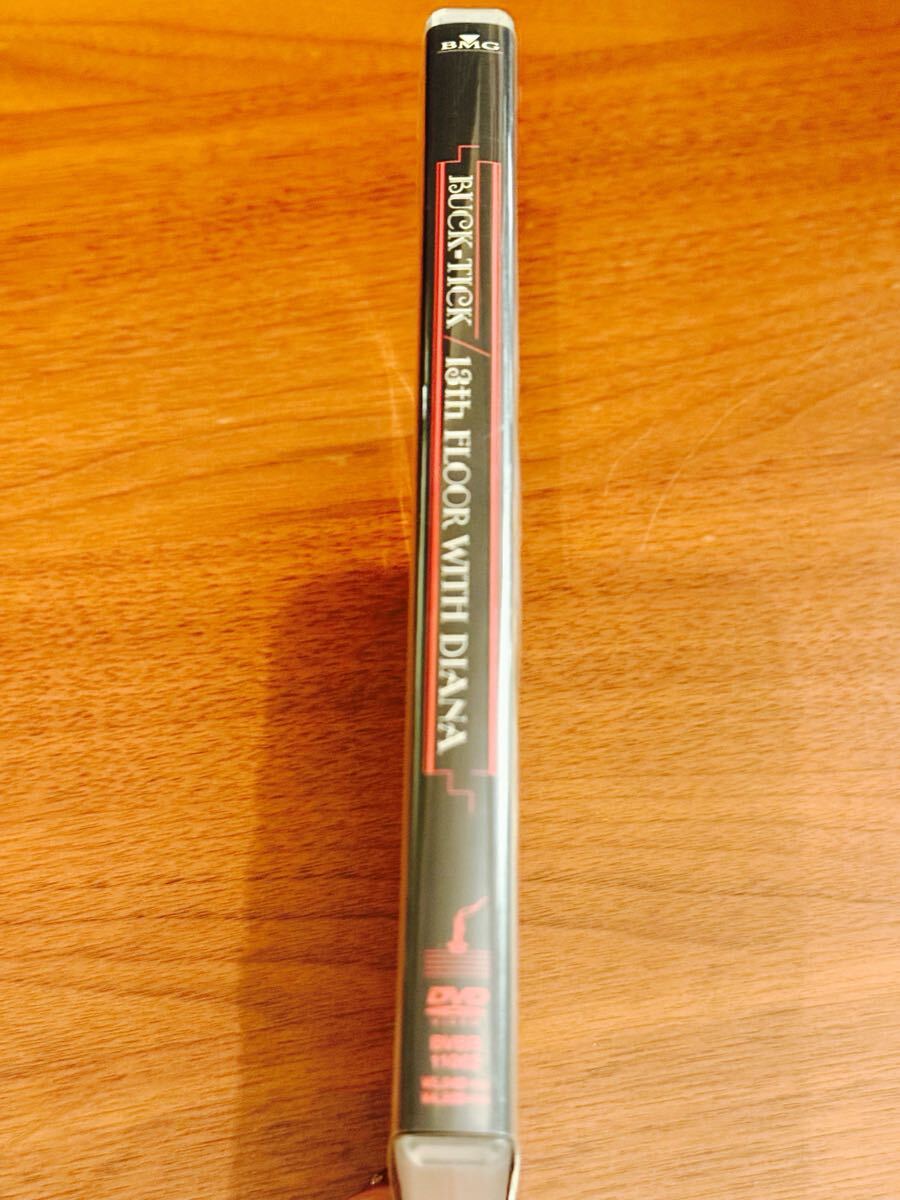 BMG
BUCK-TICK / 13th FLOOR WITH DIANA
DVD